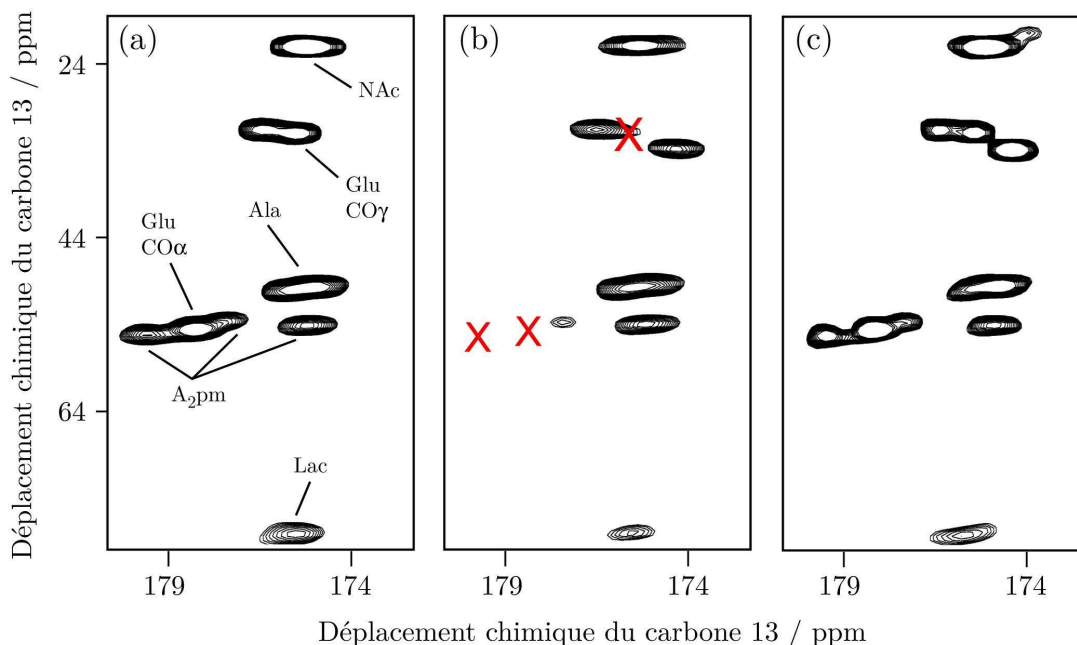 Déplacement chimique du carbone 13 / ppm
(a)
(b)
(c)
24
44
64
NAc
Glu
COγ
Ala
Glu
COα
A₂pm
Lac
X
X
X
179
174
179
174
179
174
Déplacement chimique du carbone 13 / ppm